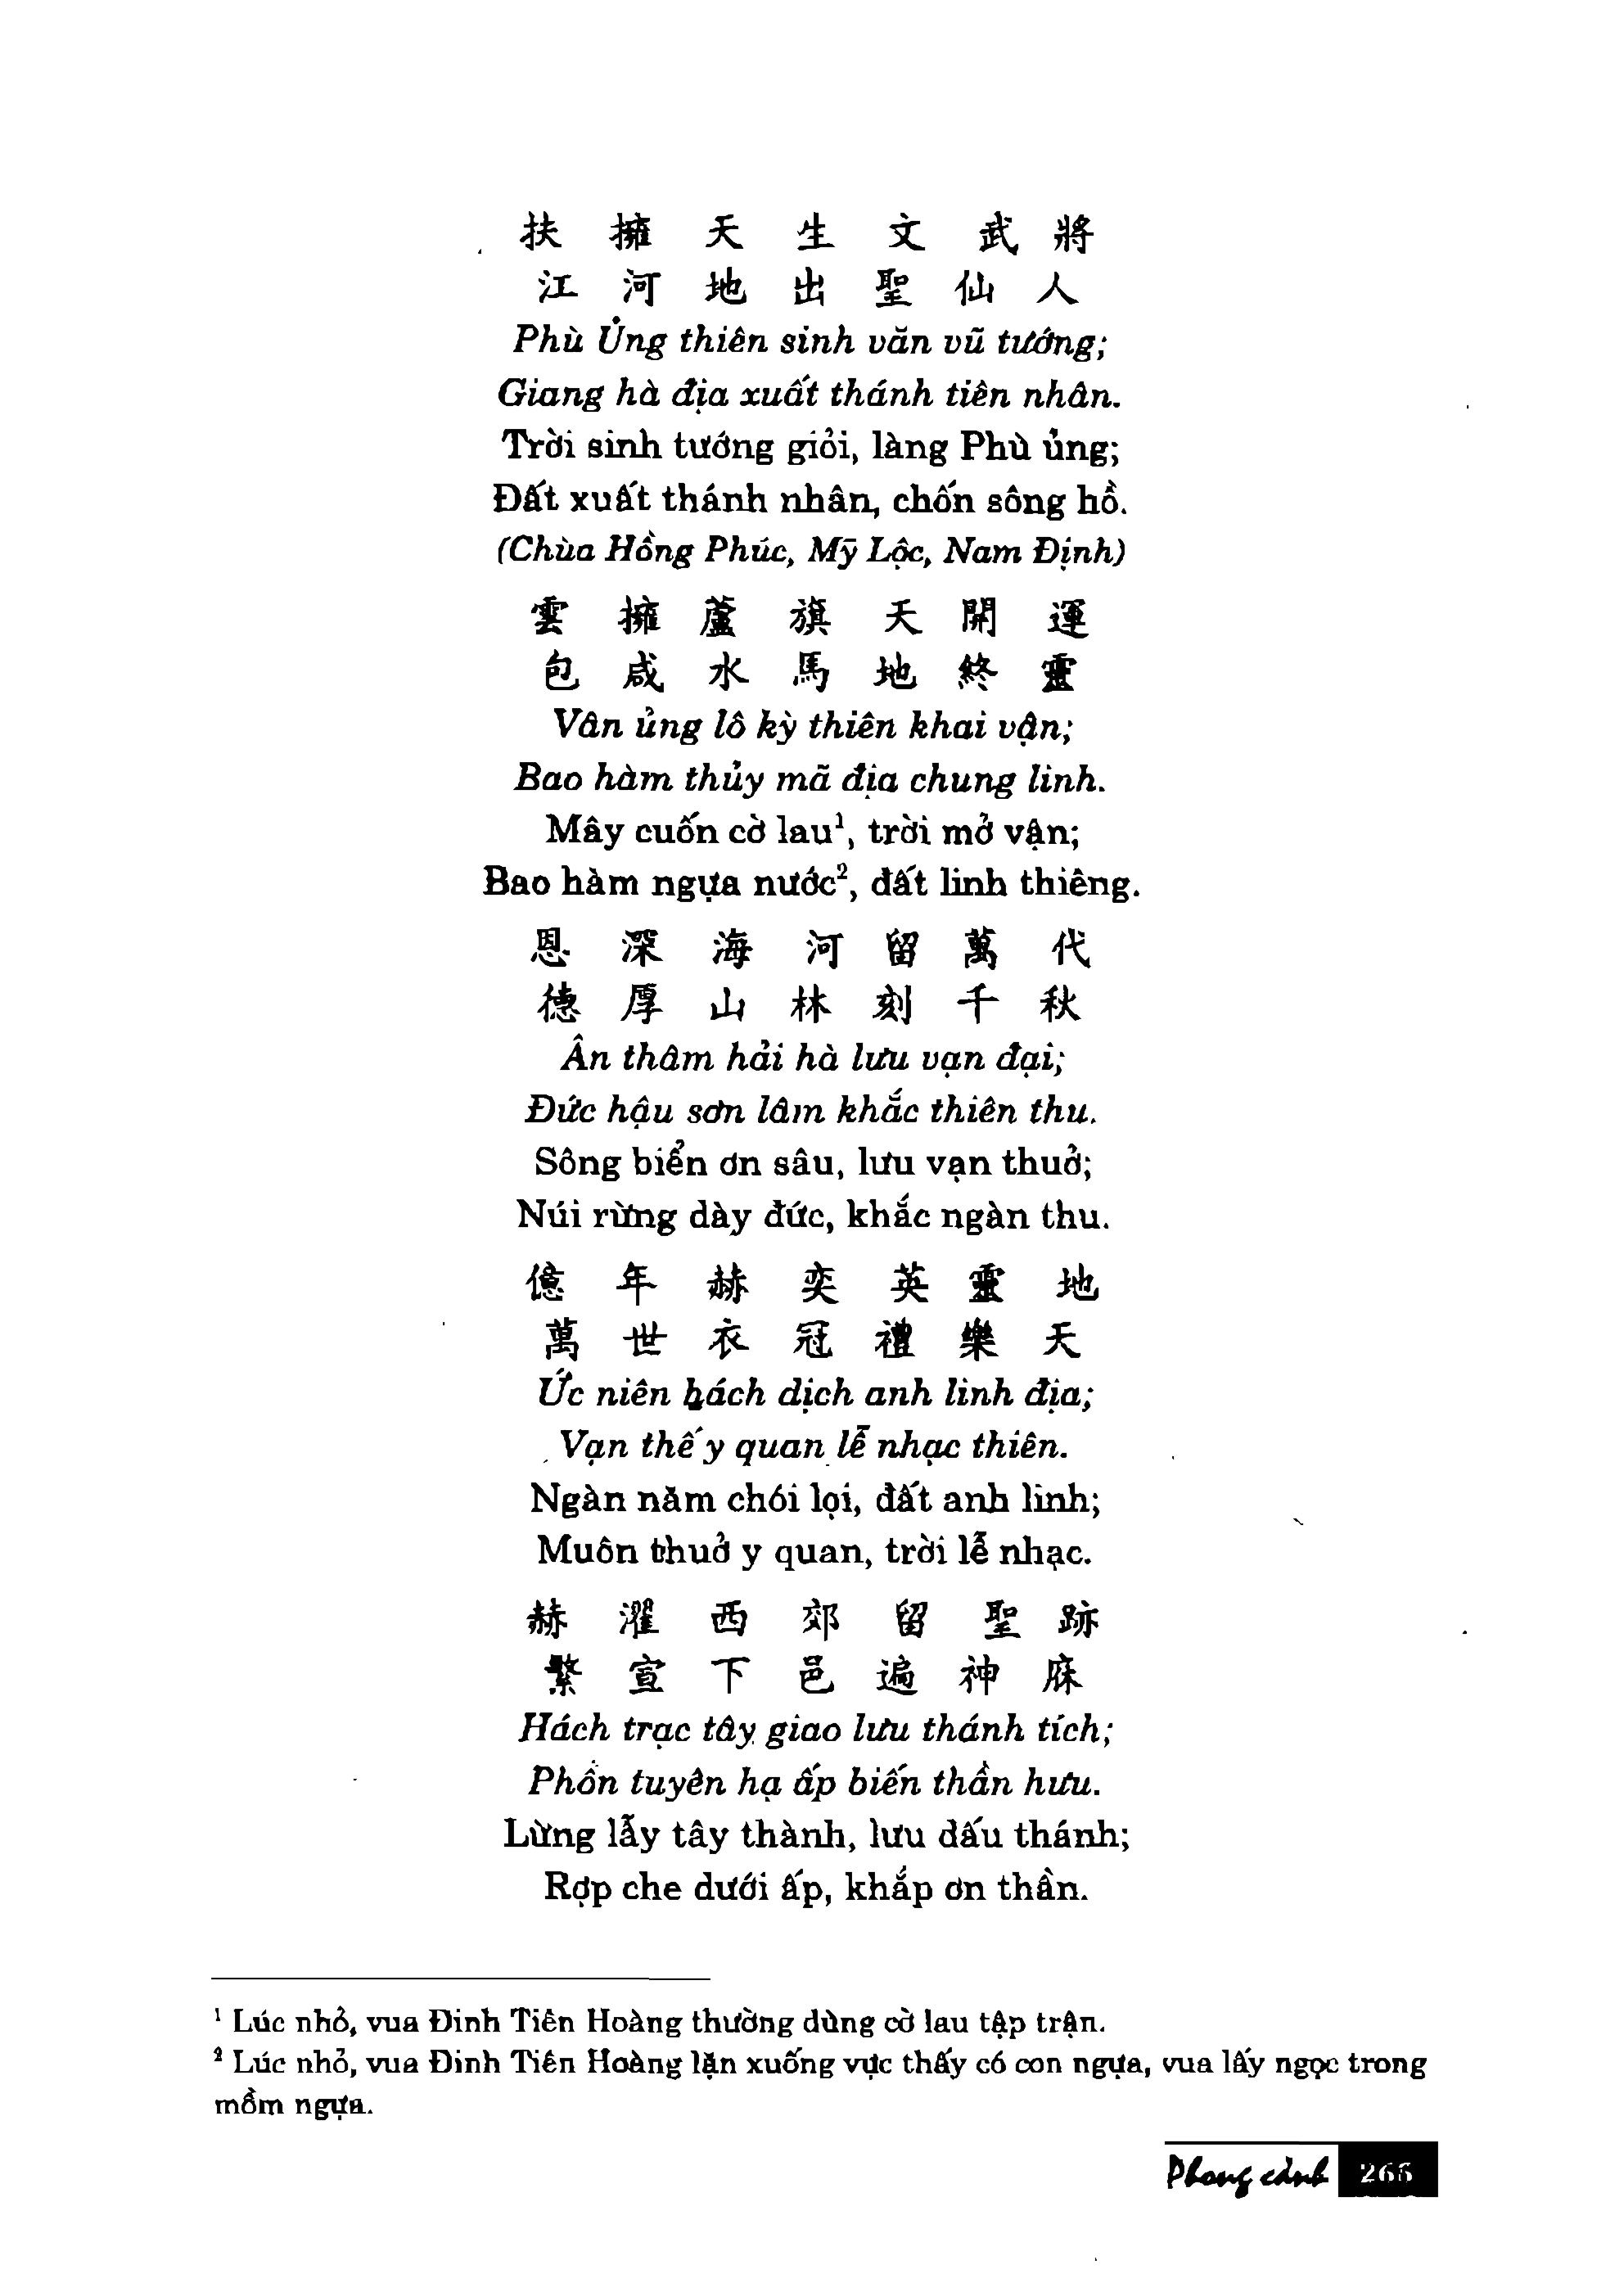 扶擁天生文武將
江河地出聖仙人
Phù Ủng thiên sinh văn vũ tướng;
Giang hà địa xuất thánh tiên nhân.
Trời sinh tướng giỏi, làng Phù ủng;
Đất xuất thánh nhân, chốn sông hồ.
(Chùa Hồng Phúc, Mỹ Lộc, Nam Định)
雲擁蘆旗天開運
包咸水馬地終靈
Vân ủng lô kỳ thiên khai vận;
Bao hàm thủy mã địa chung linh.
Mây cuốn cờ lau¹, trời mở vận;
Bao hàm ngựa nước², đất linh thiêng.
恩深海河留萬代
德厚山林刻千秋
Ân thâm hải hà lưu vạn đại;
Đức hậu sơn lâm khắc thiên thu.
Sông biển ơn sâu, lưu vạn thuở;
Núi rừng dày đức, khắc ngàn thu.
億年赫奕英靈地
萬世衣冠禮樂天
Ức niên hách dịch anh linh địa;
Vạn thế y quan lễ nhạc thiên.
Ngàn năm chói lọi, đất anh linh;
Muôn thuở y quan, trời lễ nhạc.
赫濯西郊留聖跡
繁宣下邑遍神庥
Hách trạc tây giao lưu thánh tích;
Phồn tuyên hạ ấp biến thần hưu.
Lừng lẫy tây thành, lưu dấu thánh;
Rợp che dưới ấp, khắp ơn thần.
¹ Lúc nhỏ, vua Đinh Tiên Hoàng thường dùng cờ lau tập trận.
² Lúc nhỏ, vua Đinh Tiên Hoàng lặn xuống vực thấy có con ngựa, vua lấy ngọc trong
mồm ngựa.
Phong cảnh 265